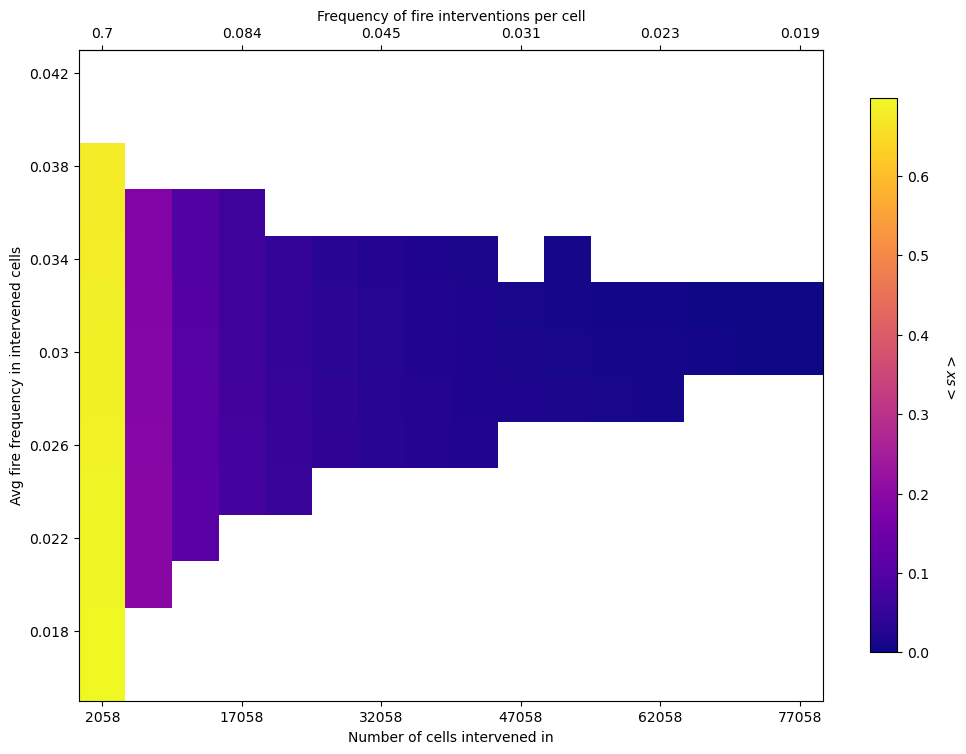 Frequency of fire interventions per cell
0.7 0.084 0.045 0.031 0.023 0.019
Avg fire frequency in intervened cells
0.042
0.038
0.034
0.03
0.026
0.022
0.018
2058 17058 32058 47058 62058 77058
Number of cells intervened in
0.6
0.5
0.4
0.3
0.2
0.1
0.0
< sx >